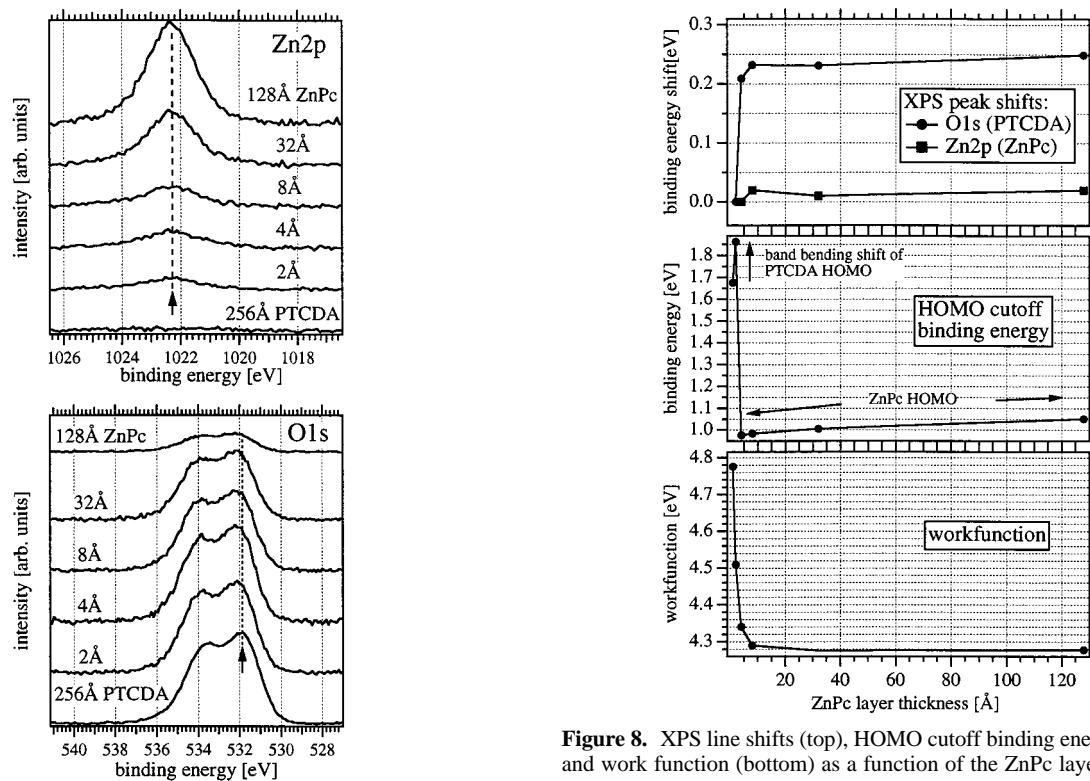 Zn2p
128Å ZnPc
32Å
8Å
4Å
2Å
256Å PTCDA
intensity [arb. units]
1026 1024 1022 1020 1018
binding energy [eV]
O1s
128Å ZnPc
32Å
8Å
4Å
2Å
256Å PTCDA
intensity [arb. units]
540 538 536 534 532 530 528
binding energy [eV]
0.3
0.2
0.1
0.0
binding energy shift[eV]
XPS peak shifts:
O1s (PTCDA)
Zn2p (ZnPc)
1.8
1.7
1.6
1.5
1.4
1.3
1.2
1.1
1.0
binding energy [eV]
band bending shift of
PTCDA HOMO
HOMO cutoff
binding energy
ZnPc HOMO
4.8
4.7
4.6
4.5
4.4
4.3
workfunction [eV]
workfunction
20 40 60 80 100 120
ZnPc layer thickness [Å]
Figure 8. XPS line shifts (top), HOMO cutoff binding ene
and work function (bottom) as a function of the ZnPc laye